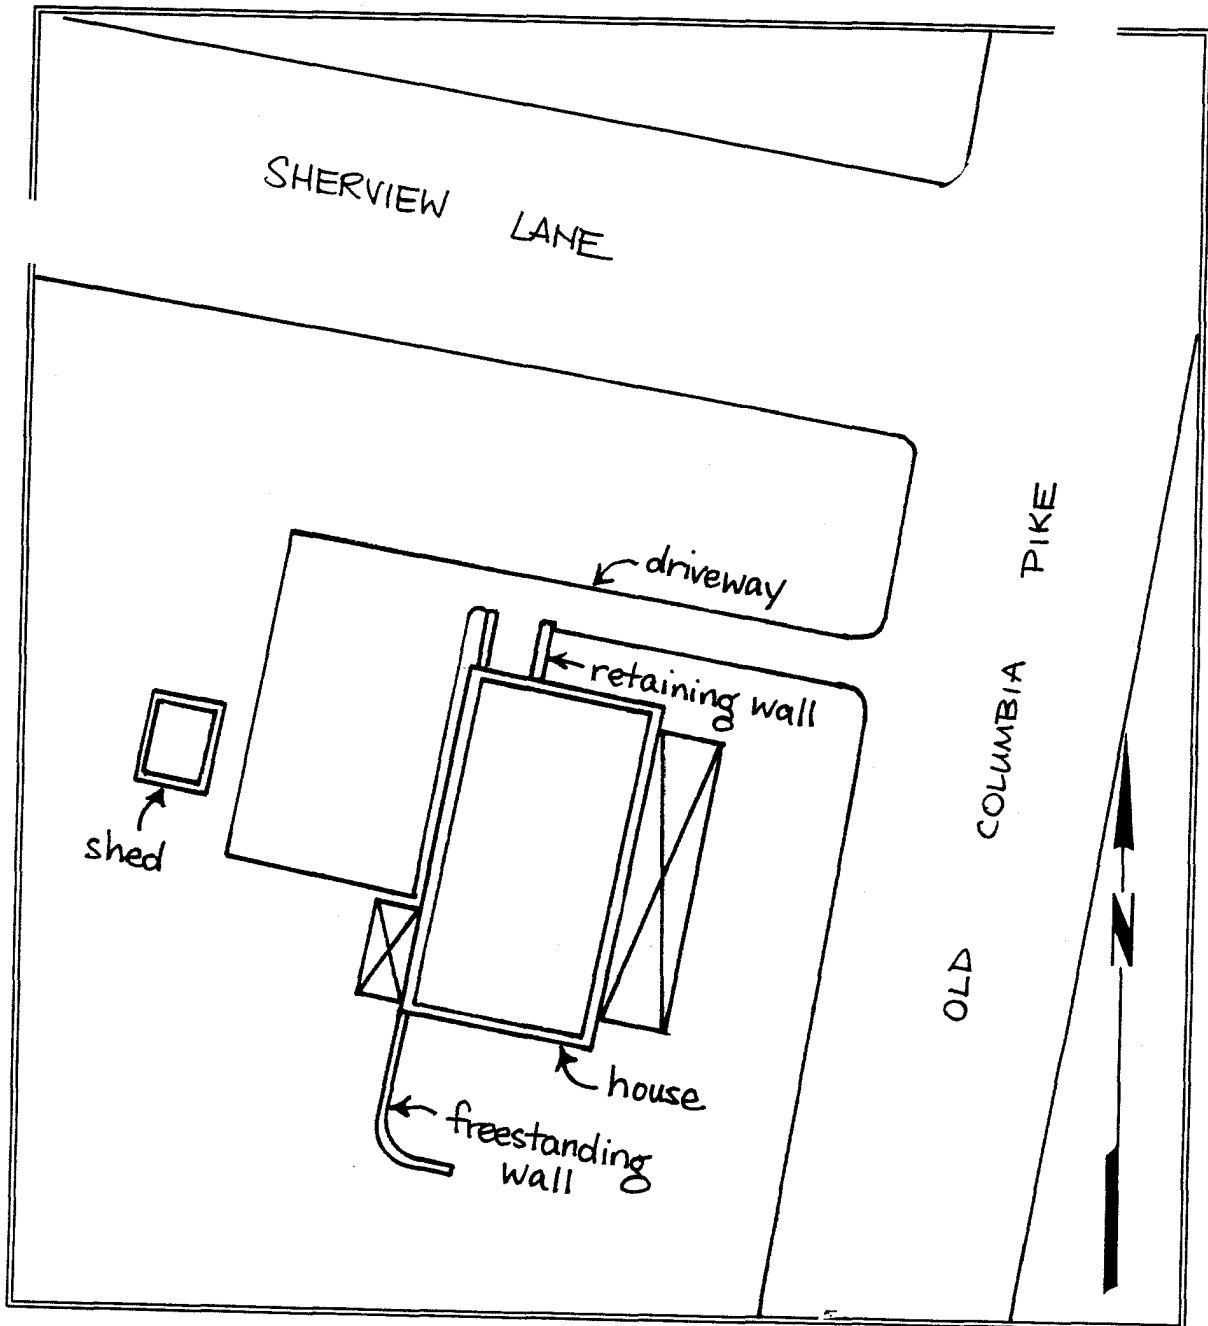 SHERVIEW LANE
OLD COLUMBIA PIKE
driveway
retaining wall
shed
N
house
freestanding
wall